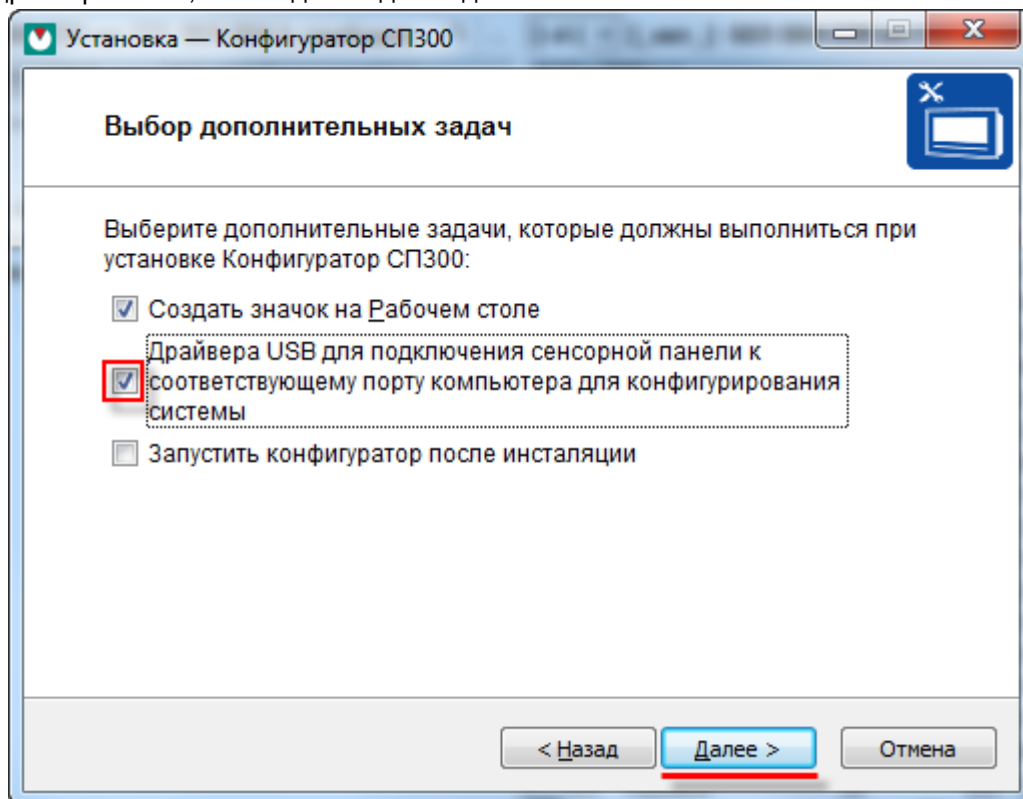 Установка — Конфигуратор СП300
Выбор дополнительных задач
Выберите дополнительные задачи, которые должны выполниться при
установке Конфигуратор СП300:
Создать значок на Рабочем столе
Драйвера USB для подключения сенсорной панели к
соответствующему порту компьютера для конфигурирования
системы
Запустить конфигуратор после инсталяции
< Назад Далее > Отмена